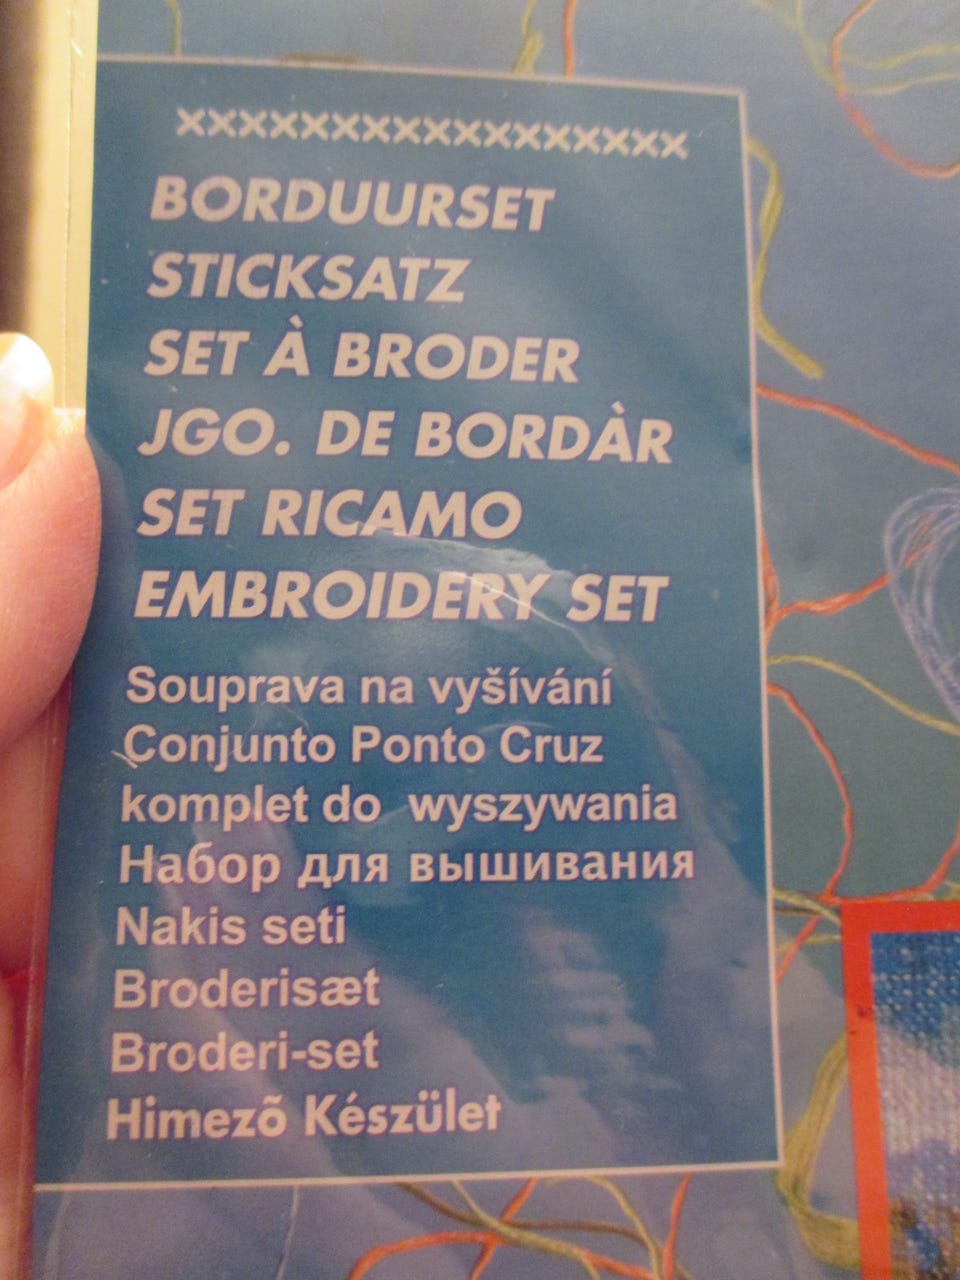 xxxxxxxxxxxxxxxxx
BORDUURSET
STICKSATZ
SET À BRODER
JGO. DE BORDÀR
SET RICAMO
EMBROIDERY SET
Souprava na vyšívání
Conjunto Ponto Cruz
komplet do wyszywania
Набор для вышивания
Nakis seti
Broderisæt
Broderi-set
Himezõ Készület